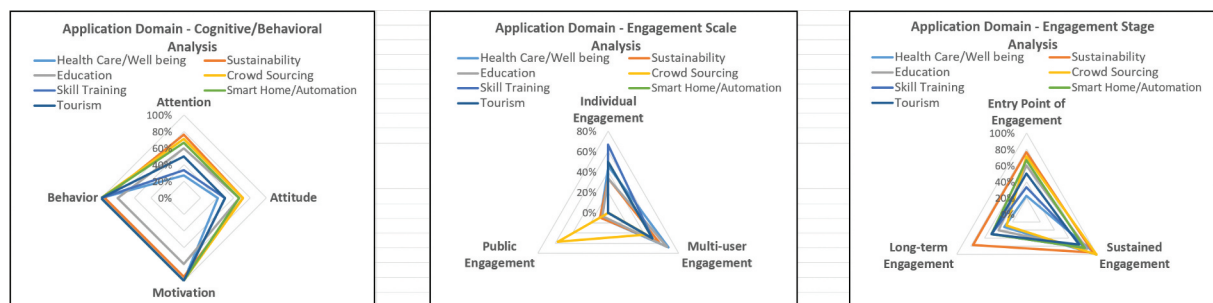 Application Domain - Cognitive/Behavioral
Analysis
Health Care/Well being
Sustainability
Education
Crowd Sourcing
Skill Training
Smart Home/Automation
Tourism
Attention
100%
80%
60%
40%
20%
0%
Behavior
Attitude
Motivation
Application Domain - Engagement Scale
Analysis
Health Care/Well being
Sustainability
Education
Crowd Sourcing
Skill Training
Smart Home/Automation
Tourism
Individual
Engagement
80%
60%
40%
20%
0%
Public
Engagement
Multi-user
Engagement
Application Domain - Engagement Stage
Analysis
Health Care/Well being
Sustainability
Education
Crowd Sourcing
Skill Training
Smart Home/Automation
Tourism
Entry Point of
Engagement
100%
80%
60%
40%
20%
0%
Long-term
Engagement
Sustained
Engagement